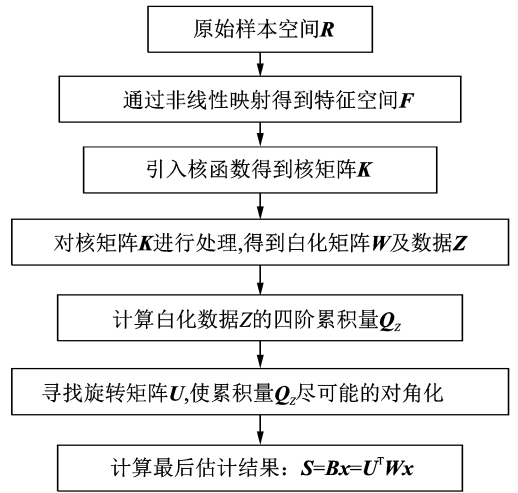 原始样本空间R
通过非线性映射得到特征空间F
引入核函数得到核矩阵K
对核矩阵K进行处理,得到白化矩阵W及数据Z
计算白化数据Z的四阶累积量Q_Z
寻找旋转矩阵U,使累积量Q_Z尽可能的对角化
计算最后估计结果：S=Bx=U^TWx